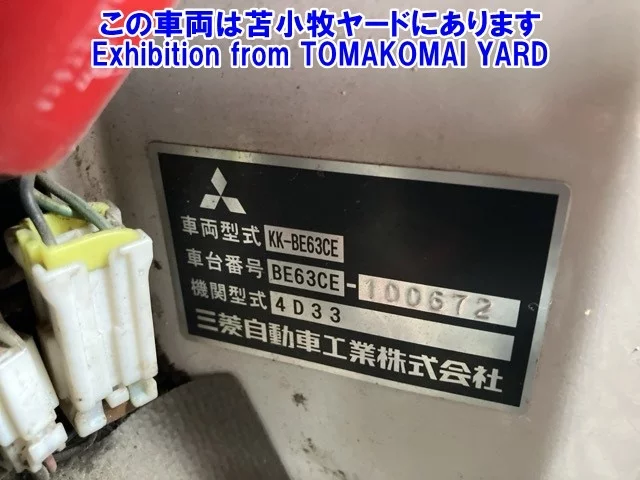 この車両は苫小牧ヤードにあります
Exhibition from TOMAKOMAI YARD
車両型式 KK-BE63CE
車台番号 BE63CE-100672
機関型式 4D33
三菱自動車工業株式会社